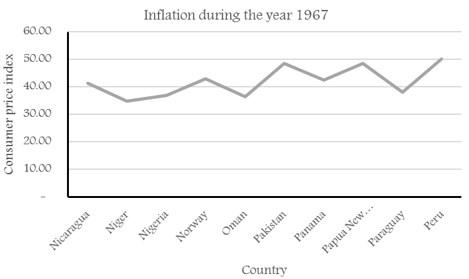 Inflation during the year 1967
Consumer price index
60.00
50.00
40.00
30.00
20.00
10.00
-
Nicaragua
Niger
Nigeria
Norway
Oman
Pakistan
Panama
Papua New...
Paraguay
Peru
Country